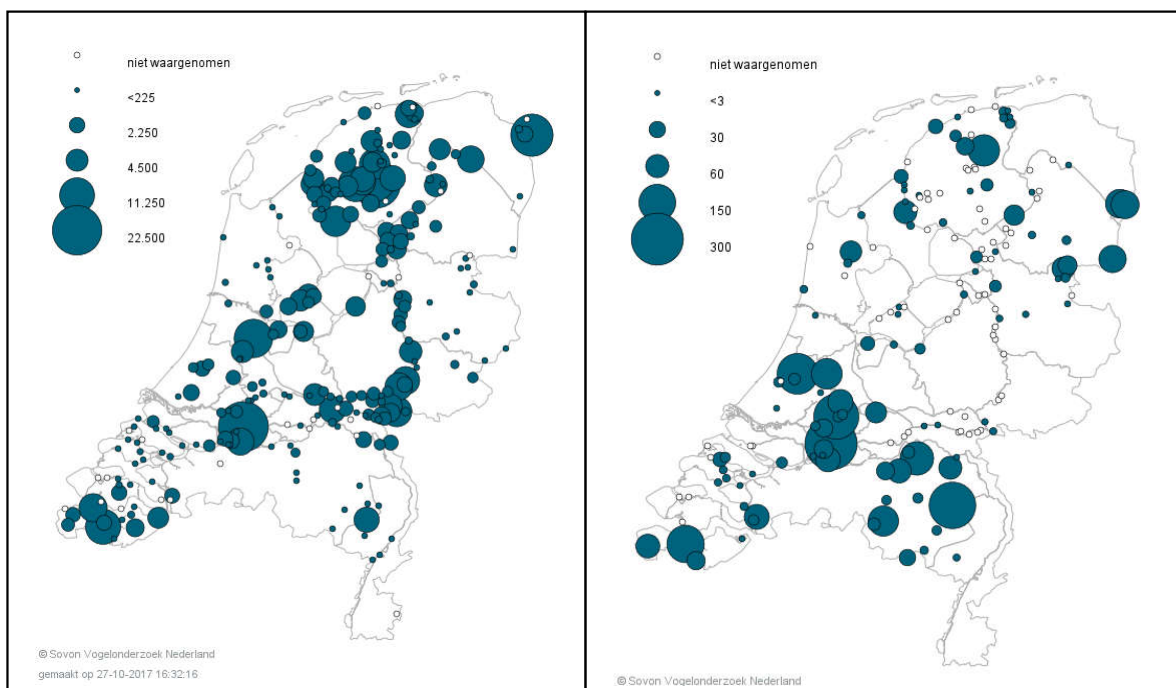 niet waargenomen
<225
2.250
4.500
11.250
22.500
© Sovon Vogelonderzoek Nederland
gemaakt op 27-10-2017 16:32:16
niet waargenomen
<3
30
60
150
300
© Sovon Vogelonderzoek Nederland